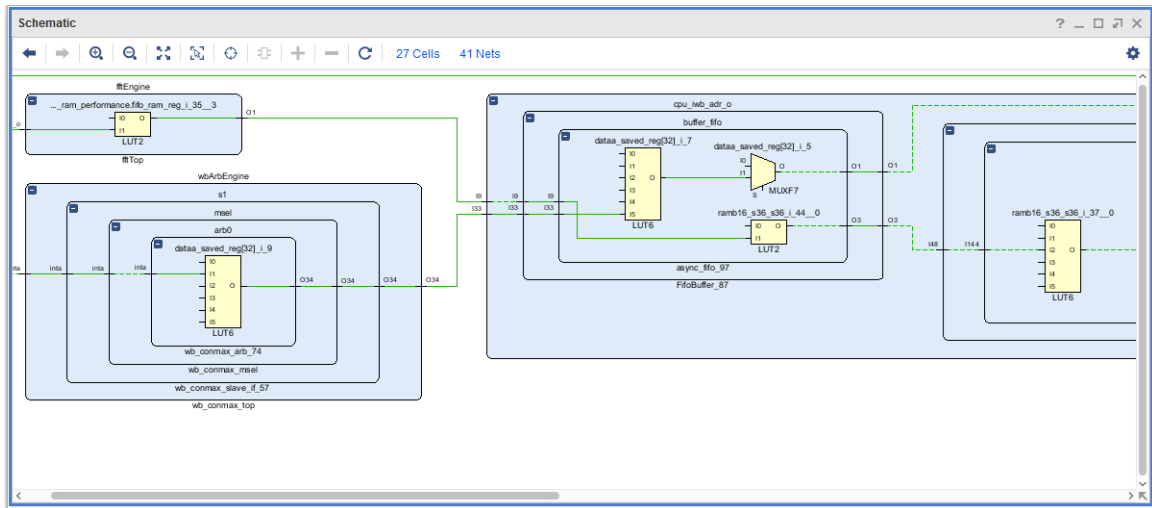 Schematic
27 Cells 41 Nets
fftEngine
..._ram_performance.fifo_ram_reg_i_35__3
I0 O
I1
LUT2
fftTop
o
O1
wbArbEngine
s1
msel
arb0
dataa_saved_reg[32]_i_9
I0
I1
I2 O
I3
I4
I5
LUT6
inta inta inta inta
O34 O34 O34 O34
wb_conmax_arb_74
wb_conmax_msel
wb_conmax_slave_if_57
wb_conmax_top
cpu_iwb_adr_o
buffer_fifo
dataa_saved_reg[32]_i_7
I0
I1
I2 O
I3
I4
I5
LUT6
I9 I9 I9
I33 I33 I33
dataa_saved_reg[32]_i_5
I0
I1 O
S
MUXF7
O1 O1
ramb16_s36_s36_i_44__0
I0 O
I1
LUT2
O3 O3
async_fifo_97
FifoBuffer_87
I48 I144
ramb16_s36_s36_i_37__0
I0
I1
I2 O
I3
I4
I5
LUT6